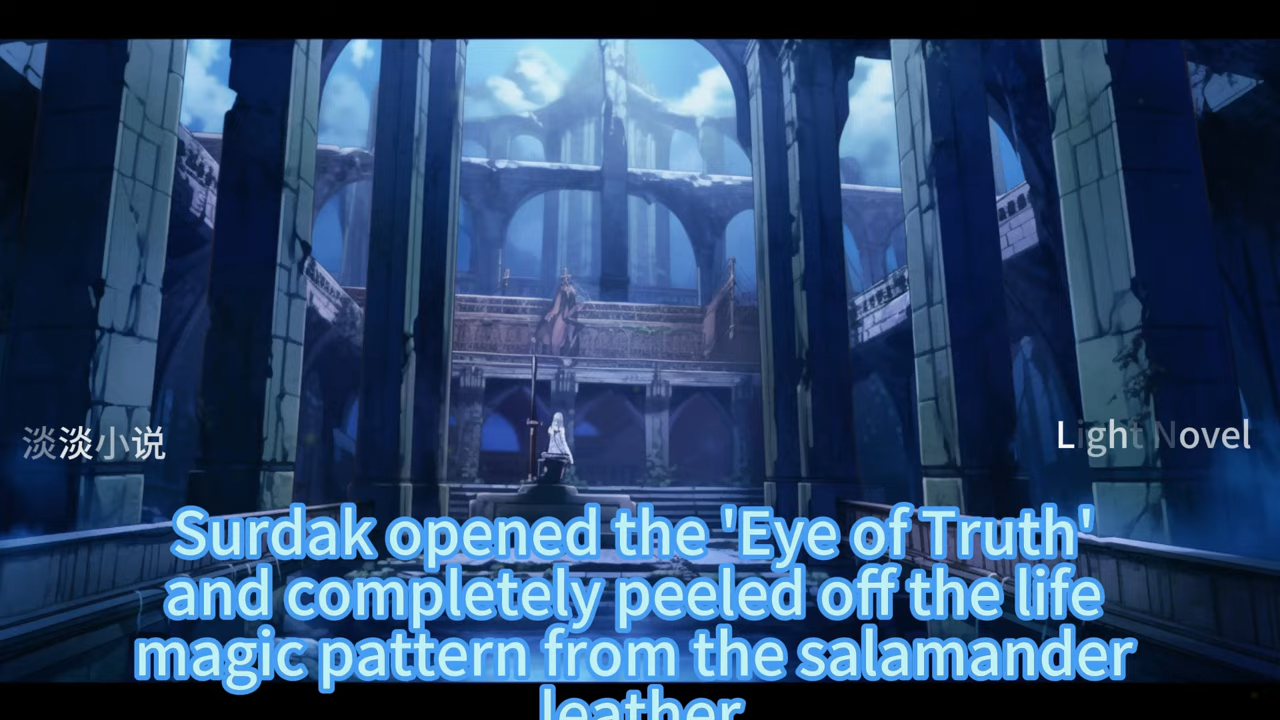 淡淡小说
Light Novel
Surdak opened the 'Eye of Truth'
and completely peeled off the life
magic pattern from the salamander
leather